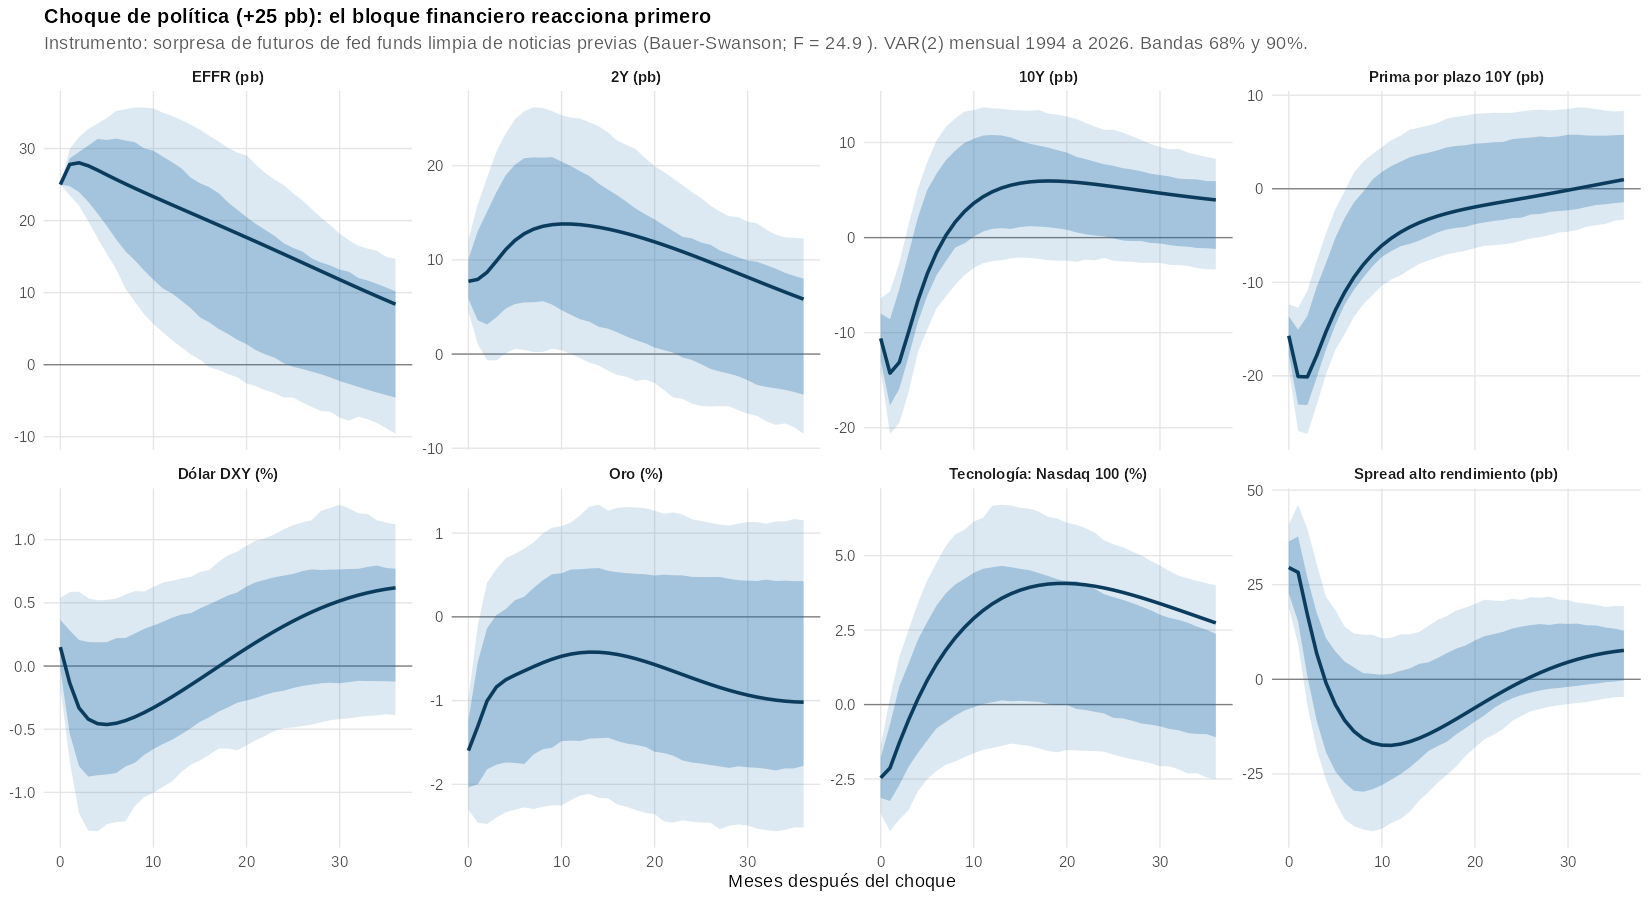 Choque de política (+25 pb): el bloque financiero reacciona primero
Instrumento: sorpresa de futuros de fed funds limpia de noticias previas (Bauer-Swanson; F = 24.9 ). VAR(2) mensual 1994 a 2026. Bandas 68% y 90%.
EFFR (pb)
30
20
10
0
-10
2Y (pb)
20
10
0
-10
10Y (pb)
10
0
-10
-20
Prima por plazo 10Y (pb)
10
0
-10
-20
Dólar DXY (%)
1.0
0.5
0.0
-0.5
-1.0
0 10 20 30
Oro (%)
1
0
-1
-2
0 10 20 30
Tecnología: Nasdaq 100 (%)
5.0
2.5
0.0
-2.5
0 10 20 30
Spread alto rendimiento (pb)
50
25
0
-25
0 10 20 30
Meses después del choque